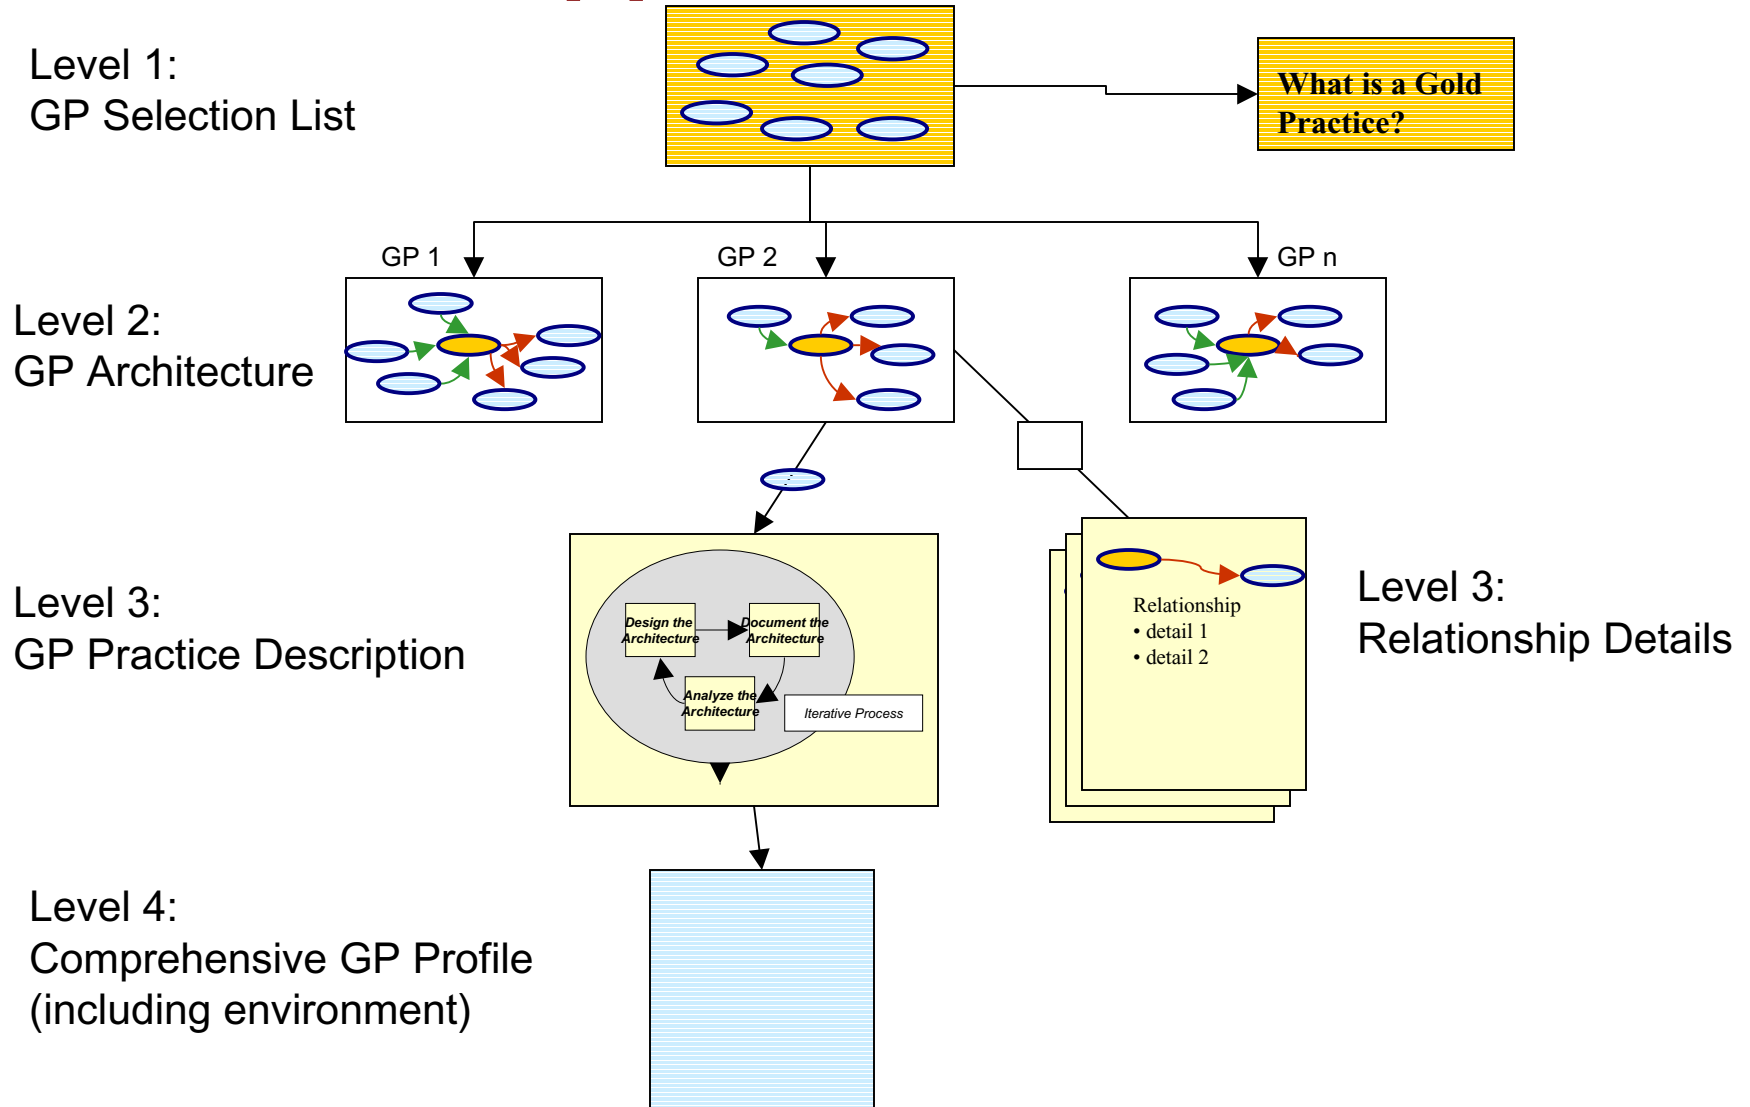 Level 1:
GP Selection List
What is a Gold
Practice?
GP 1
GP 2
GP n
Level 2:
GP Architecture
Level 3:
GP Practice Description
Design the
Architecture
Document the
Architecture
Analyze the
Architecture
Iterative Process
Relationship
• detail 1
• detail 2
Level 3:
Relationship Details
Level 4:
Comprehensive GP Profile
(including environment)